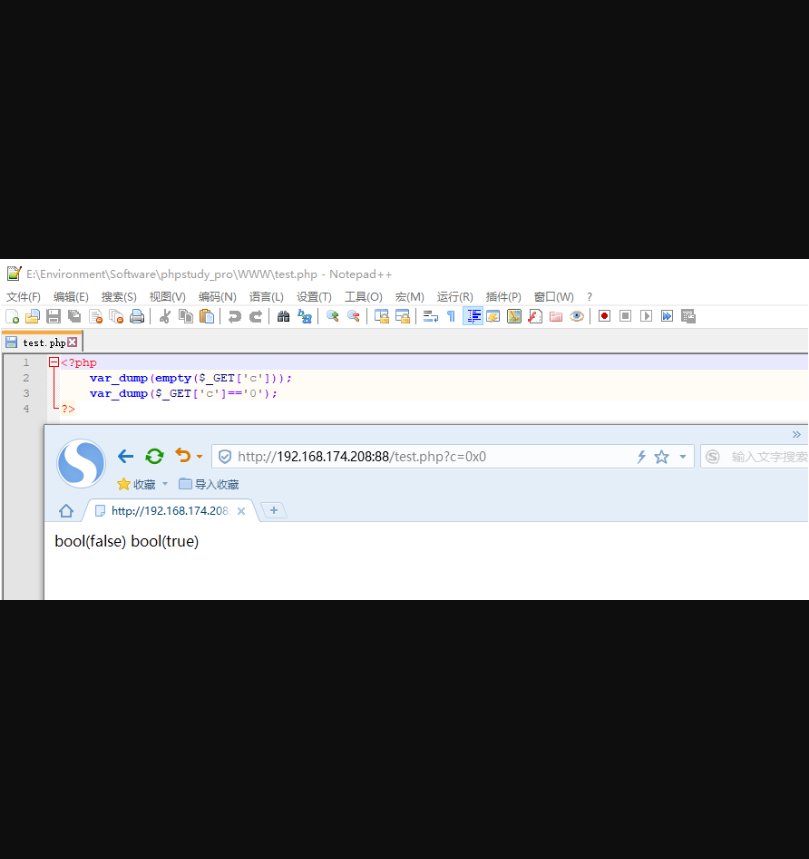 E:\Environment\Software\phpstudy_pro\WWW\test.php - Notepad++
文件(F) 编辑(E) 搜索(S) 视图(V) 编码(N) 语言(L) 设置(T) 工具(O) 宏(M) 运行(R) 插件(P) 窗口(W) ?
test.php
1 <?php
2 var_dump(empty($_GET['c']));
3 var_dump($_GET['c']=='0');
4 ?>
»
http://192.168.174.208:88/test.php?c=0x0 输入文字搜索
收藏 导入收藏
http://192.168.174.208 × +
bool(false) bool(true)